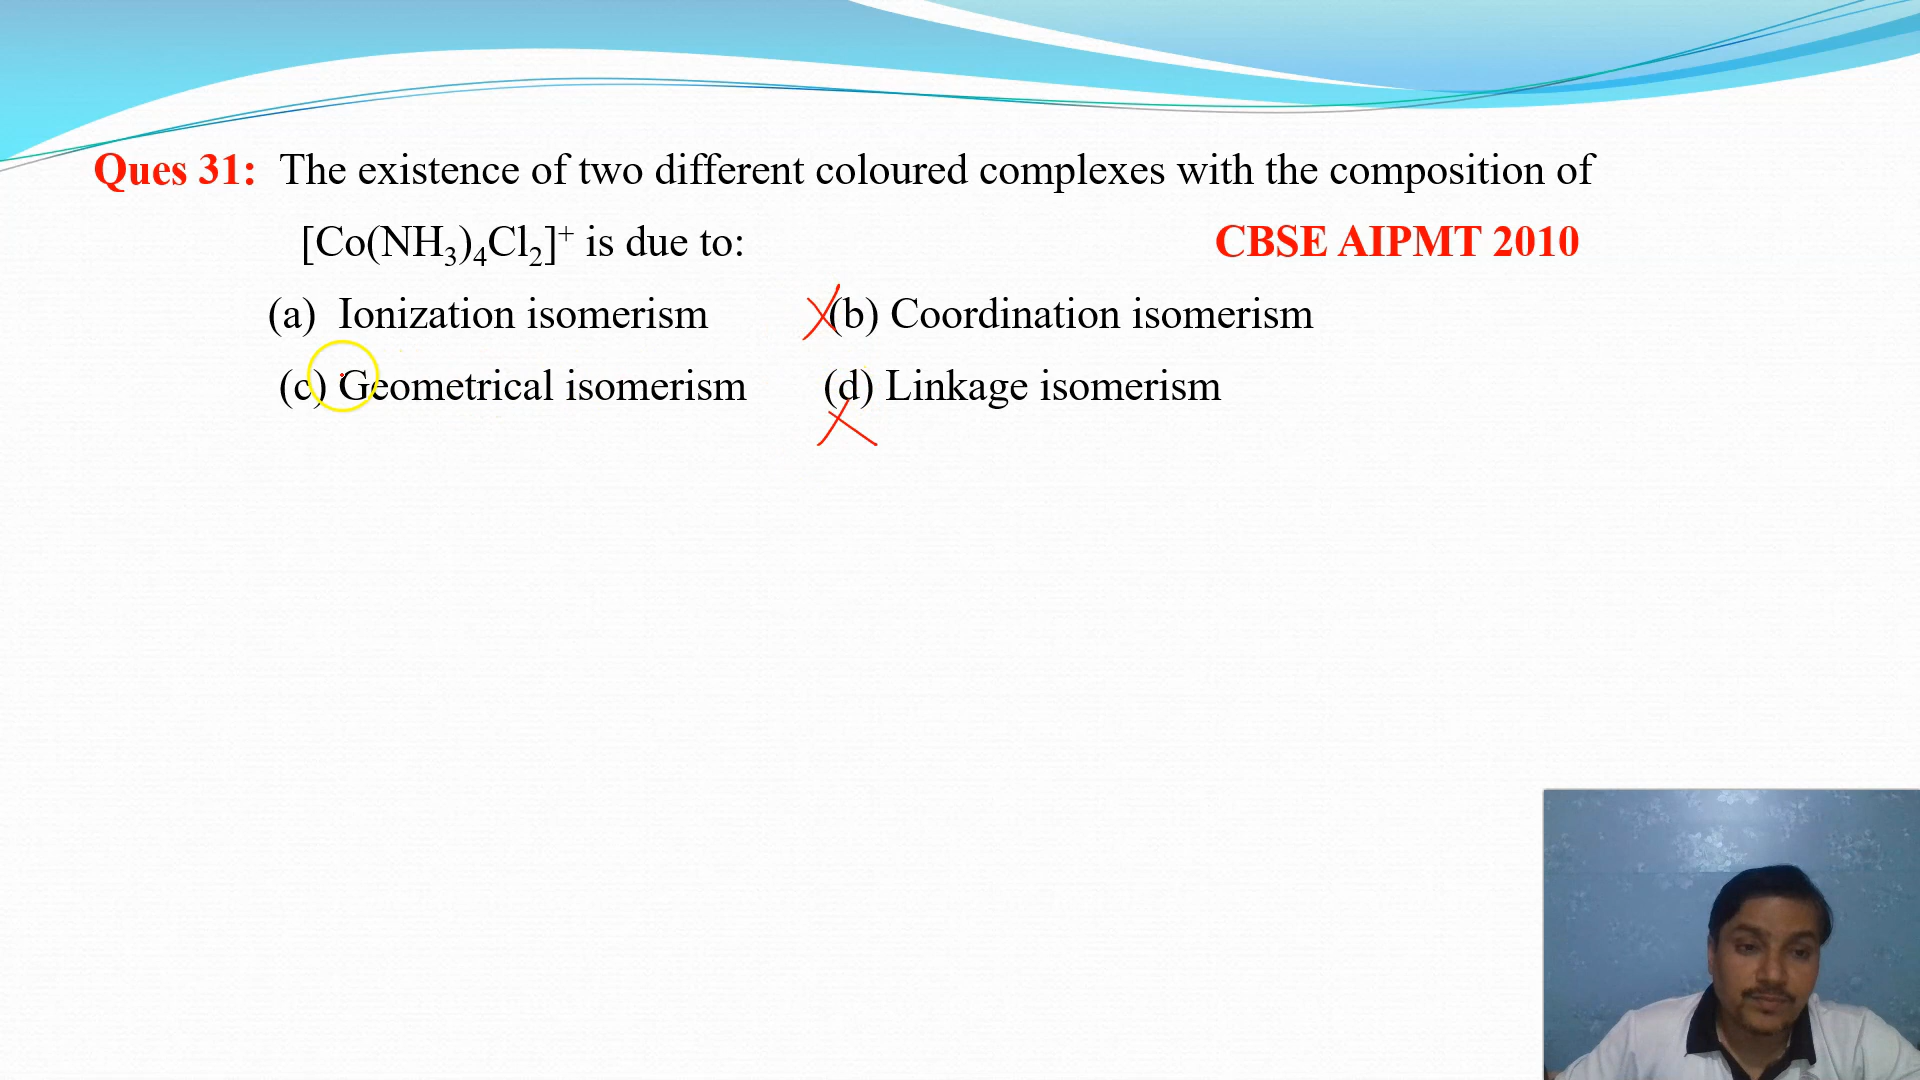 Ques 31: The existence of two different coloured complexes with the composition of
[Co(NH₃)₄Cl₂]⁺ is due to: CBSE AIPMT 2010
(a) Ionization isomerism (b) Coordination isomerism
(c) Geometrical isomerism (d) Linkage isomerism